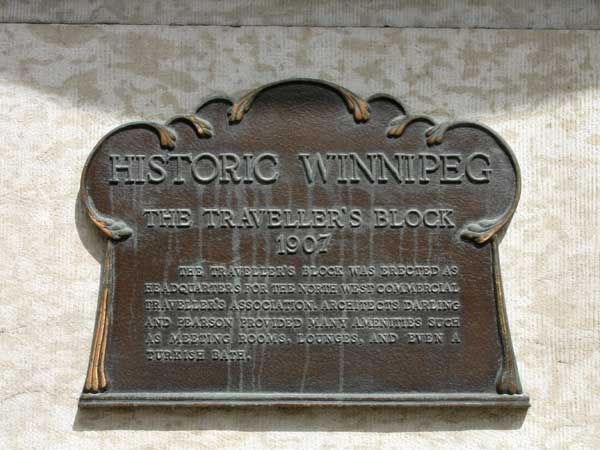 HISTORIC WINNIPEG
THE TRAVELLER'S BLOCK
1907
THE TRAVELLER'S BLOCK WAS ERECTED AS
HEADQUARTERS FOR THE NORTH WEST COMMERCIAL
TRAVELLER'S ASSOCIATION. ARCHITECTS DARLING
AND PEARSON PROVIDED MANY AMENITIES SUCH
AS MEETING ROOMS, LOUNGES, AND EVEN A
TURKISH BATH.